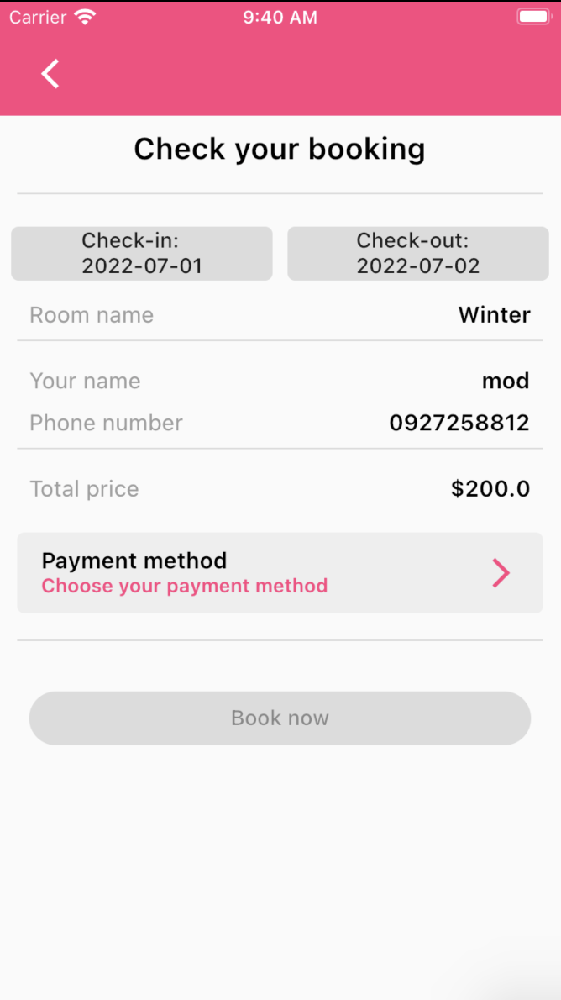 Carrier 9:40 AM
Check your booking
Check-in: Check-out:
2022-07-01 2022-07-02
Room name Winter
Your name mod
Phone number 0927258812
Total price $200.0
Payment method
Choose your payment method
Book now